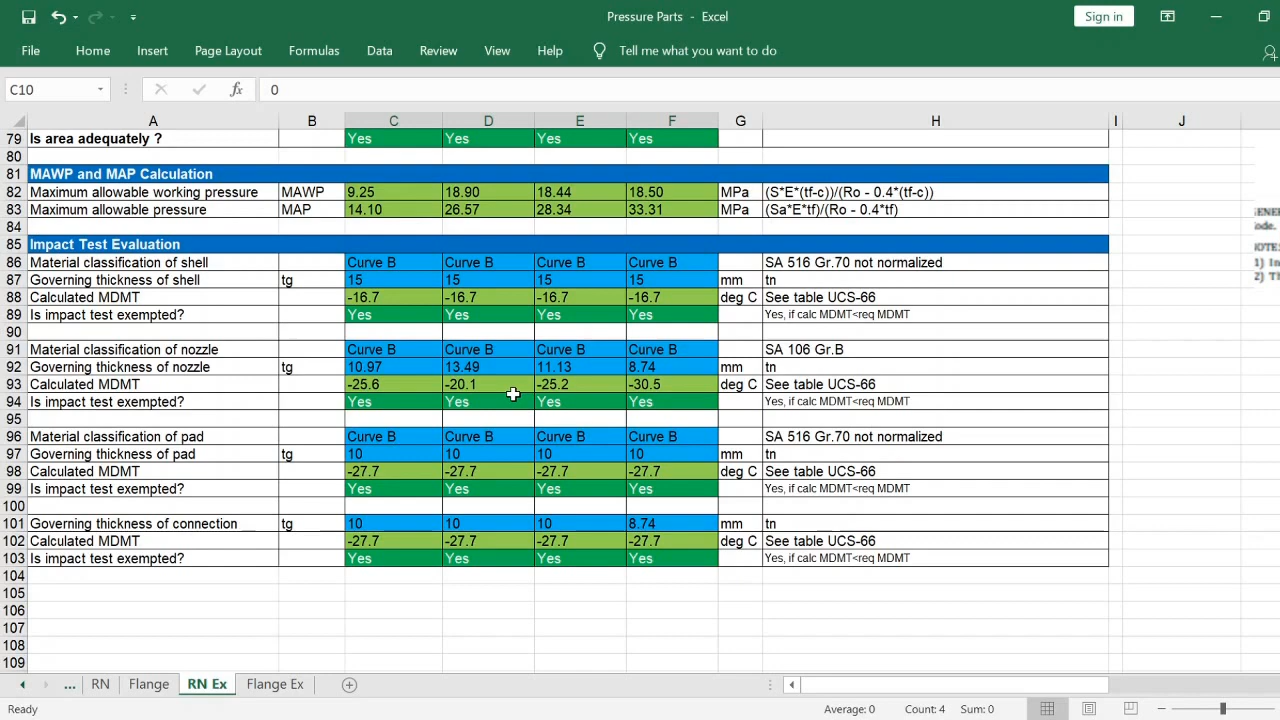 Pressure Parts - Excel
Sign in
File Home Insert Page Layout Formulas Data Review View Help Tell me what you want to do
C10 fx 0
A B C D E F G H I J
79 Is area adequately ? Yes Yes Yes Yes
80
81 MAWP and MAP Calculation
82 Maximum allowable working pressure MAWP 9.25 18.90 18.44 18.50 MPa (S*E*(tf-c))/(Ro - 0.4*(tf-c))
83 Maximum allowable pressure MAP 14.10 26.57 28.34 33.31 MPa (Sa*E*tf)/(Ro - 0.4*tf)
84
85 Impact Test Evaluation
86 Material classification of shell Curve B Curve B Curve B Curve B SA 516 Gr.70 not normalized
87 Governing thickness of shell tg 15 15 15 15 mm tn
88 Calculated MDMT -16.7 -16.7 -16.7 -16.7 deg C See table UCS-66
89 Is impact test exempted? Yes Yes Yes Yes Yes, if calc MDMT<req MDMT
90
91 Material classification of nozzle Curve B Curve B Curve B Curve B SA 106 Gr.B
92 Governing thickness of nozzle tg 10.97 13.49 11.13 8.74 mm tn
93 Calculated MDMT -25.6 -20.1 -25.2 -30.5 deg C See table UCS-66
94 Is impact test exempted? Yes Yes Yes Yes Yes, if calc MDMT<req MDMT
95
96 Material classification of pad Curve B Curve B Curve B Curve B SA 516 Gr.70 not normalized
97 Governing thickness of pad tg 10 10 10 10 mm tn
98 Calculated MDMT -27.7 -27.7 -27.7 -27.7 deg C See table UCS-66
99 Is impact test exempted? Yes Yes Yes Yes Yes, if calc MDMT<req MDMT
100
101 Governing thickness of connection tg 10 10 10 8.74 mm tn
102 Calculated MDMT -27.7 -27.7 -27.7 -27.7 deg C See table UCS-66
103 Is impact test exempted? Yes Yes Yes Yes Yes, if calc MDMT<req MDMT
104
105
106
107
108
109
... RN Flange RN Ex Flange Ex
Ready Average: 0 Count: 4 Sum: 0